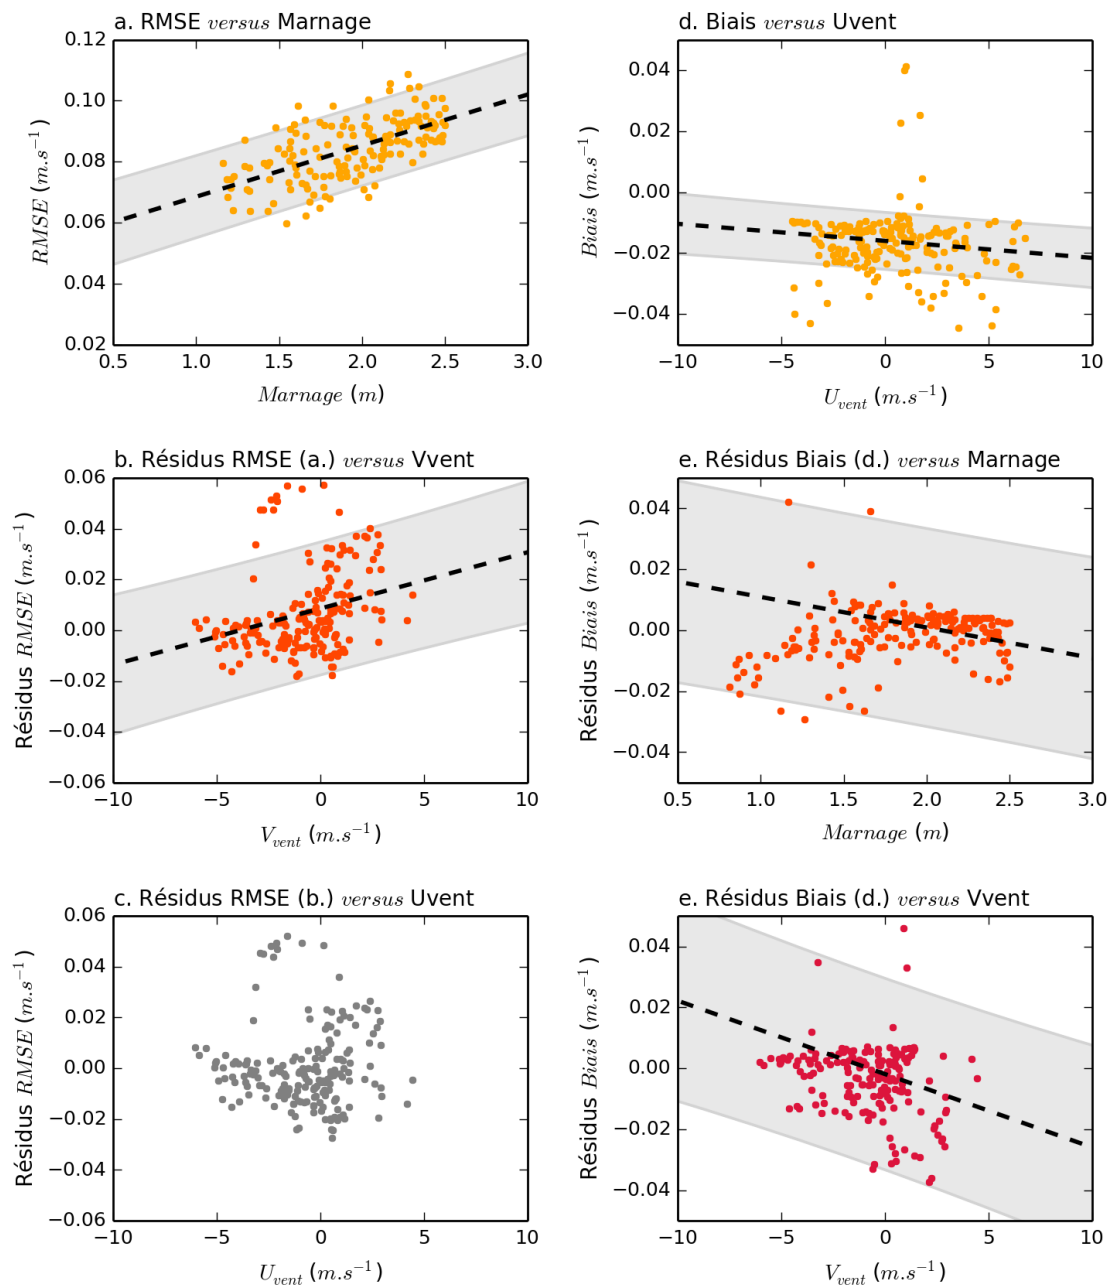 a. RMSE versus Marnage
0.12
0.10
0.08
0.06
0.04
0.02
RMSE (m.s⁻¹)
0.5 1.0 1.5 2.0 2.5 3.0
Marnage (m)
d. Biais versus Uvent
0.04
0.02
0.00
−0.02
−0.04
Biais (m.s⁻¹)
−10 −5 0 5 10
Uvent (m.s⁻¹)
b. Résidus RMSE (a.) versus Vvent
0.06
0.04
0.02
0.00
−0.02
−0.04
−0.06
Résidus RMSE (m.s⁻¹)
−10 −5 0 5 10
Vvent (m.s⁻¹)
e. Résidus Biais (d.) versus Marnage
0.04
0.02
0.00
−0.02
−0.04
Résidus Biais (m.s⁻¹)
0.5 1.0 1.5 2.0 2.5 3.0
Marnage (m)
c. Résidus RMSE (b.) versus Uvent
0.06
0.04
0.02
0.00
−0.02
−0.04
−0.06
Résidus RMSE (m.s⁻¹)
−10 −5 0 5 10
Uvent (m.s⁻¹)
e. Résidus Biais (d.) versus Vvent
0.04
0.02
0.00
−0.02
−0.04
Résidus Biais (m.s⁻¹)
−10 −5 0 5 10
Vvent (m.s⁻¹)